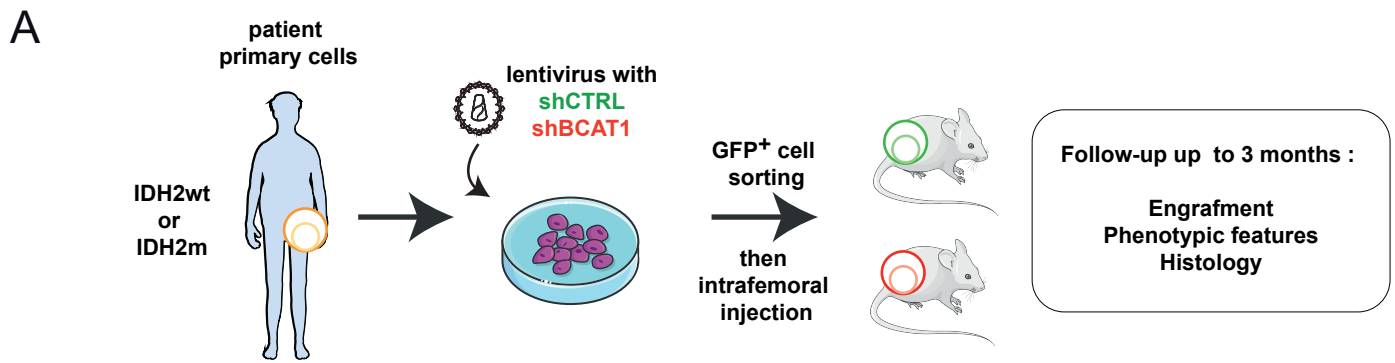 A
patient
primary cells
IDH2wt
or
IDH2m
lentivirus with
shCTRL
shBCAT1
GFP+ cell
sorting
then
intrafemoral
injection
Follow-up up to 3 months :
Engrafment
Phenotypic features
Histology